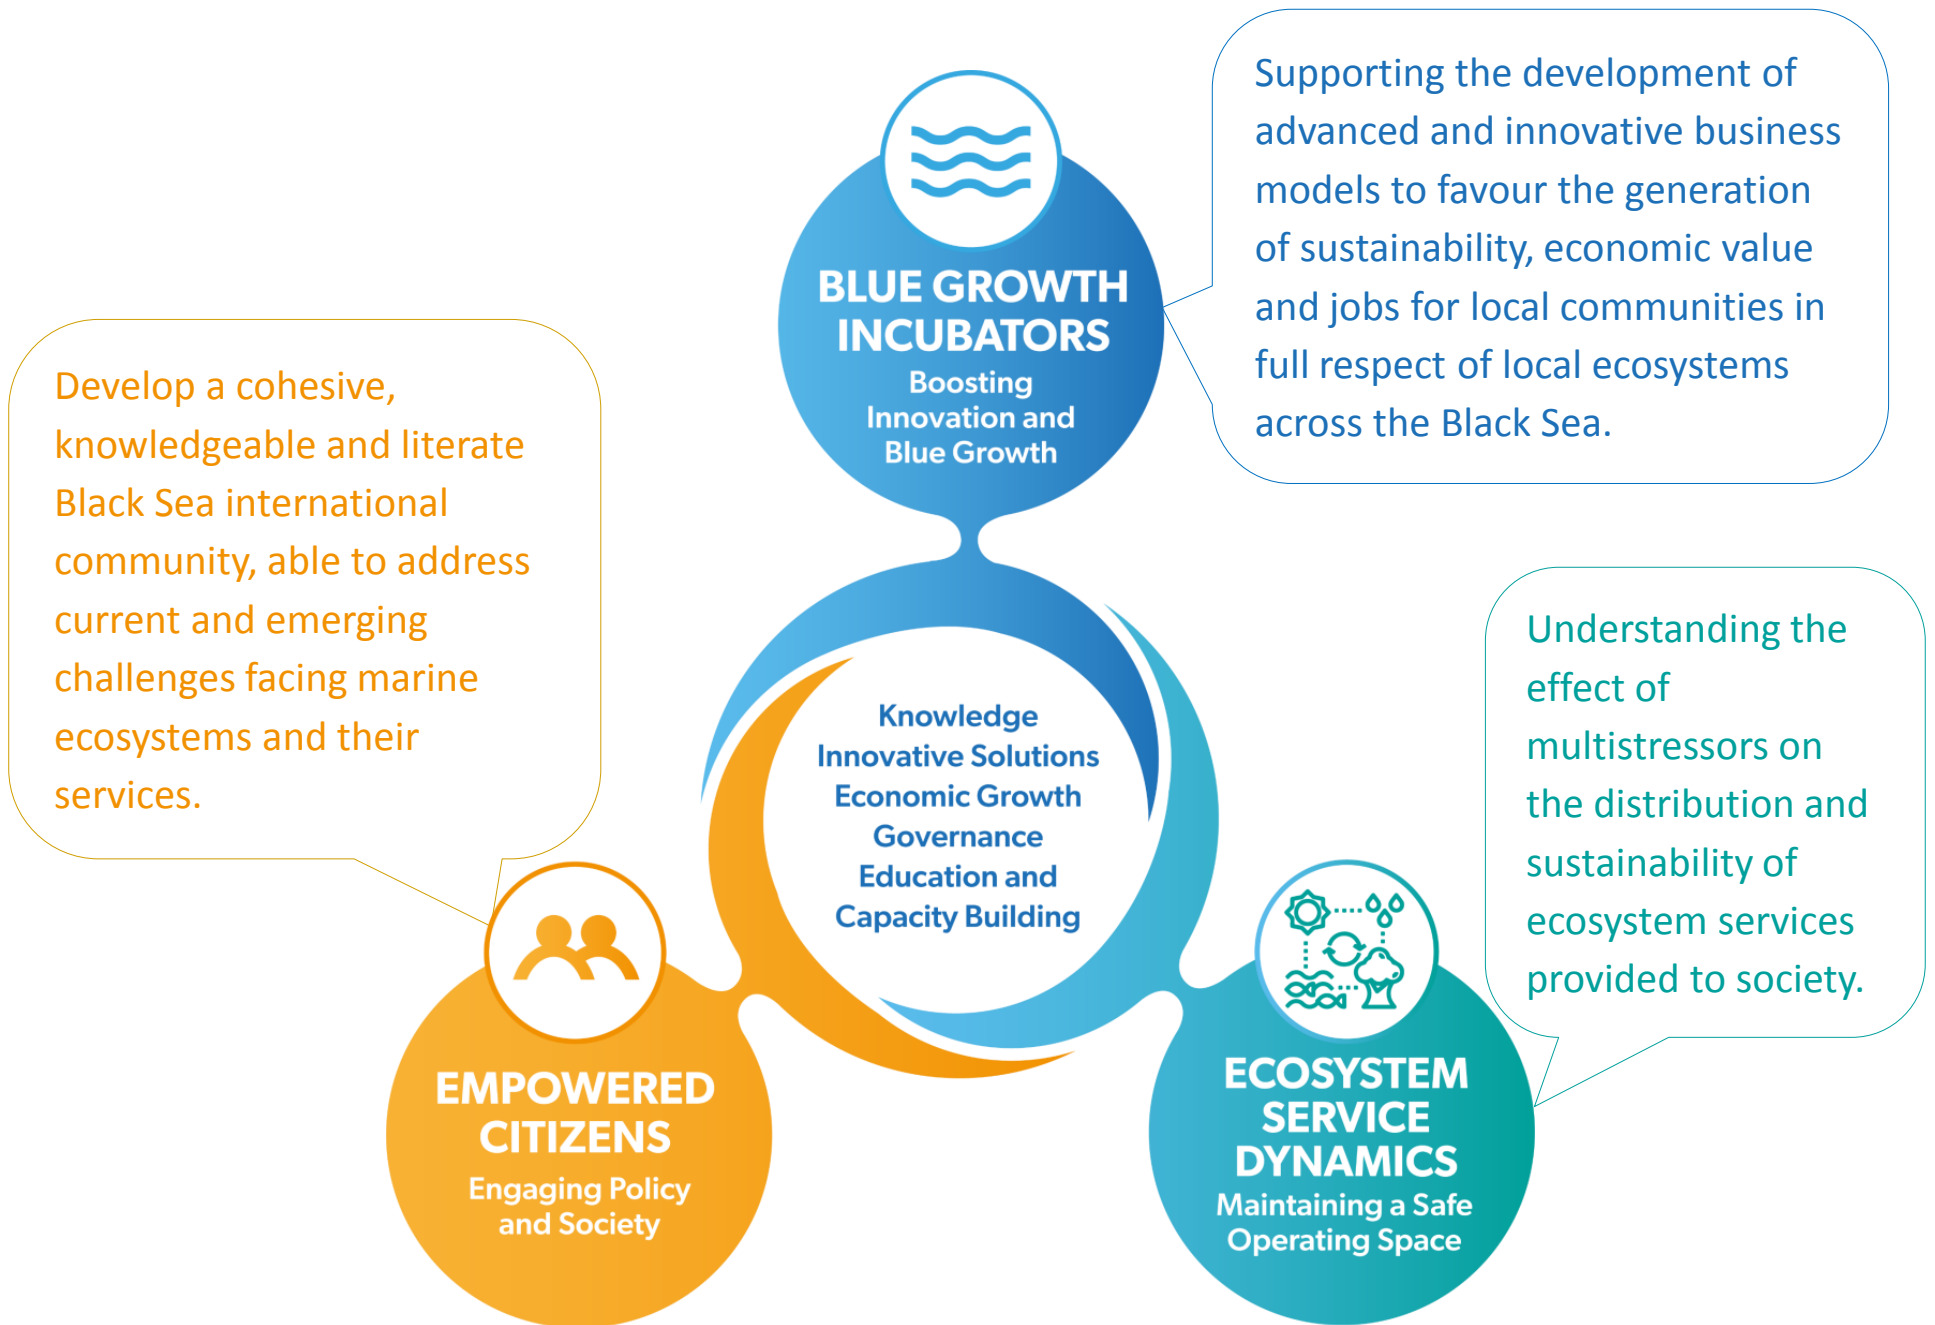 Supporting the development of
advanced and innovative business
models to favour the generation
of sustainability, economic value
and jobs for local communities in
full respect of local ecosystems
across the Black Sea.
BLUE GROWTH
INCUBATORS
Boosting
Innovation and
Blue Growth
Develop a cohesive,
knowledgeable and literate
Black Sea international
community, able to address
current and emerging
challenges facing marine
ecosystems and their
services.
Knowledge
Innovative Solutions
Economic Growth
Governance
Education and
Capacity Building
Understanding the
effect of
multistressors on
the distribution and
sustainability of
ecosystem services
provided to society.
EMPOWERED
CITIZENS
Engaging Policy
and Society
ECOSYSTEM
SERVICE
DYNAMICS
Maintaining a Safe
Operating Space